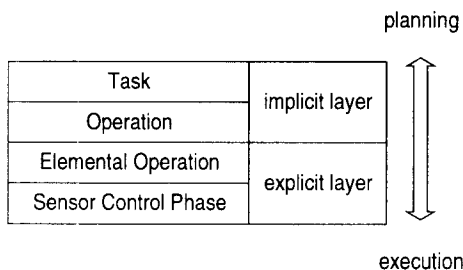 planning
Task
Operation
implicit layer
Elemental Operation
Sensor Control Phase
explicit layer
execution